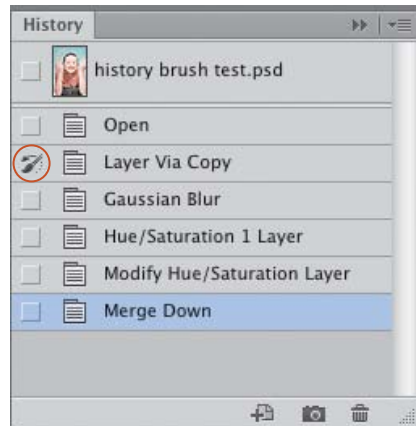 History
history brush test.psd
Open
Layer Via Copy
Gaussian Blur
Hue/Saturation 1 Layer
Modify Hue/Saturation Layer
Merge Down